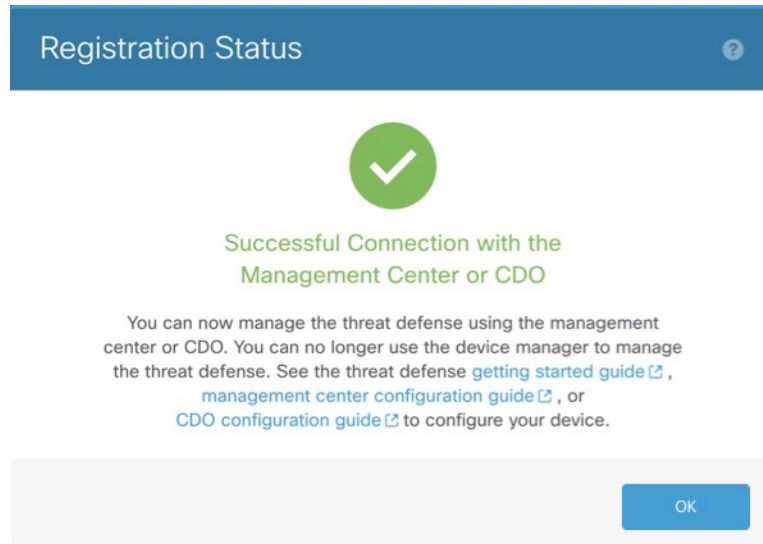 Registration Status
?
Successful Connection with the
Management Center or CDO
You can now manage the threat defense using the management
center or CDO. You can no longer use the device manager to manage
the threat defense. See the threat defense getting started guide ,
management center configuration guide , or
CDO configuration guide to configure your device.
OK